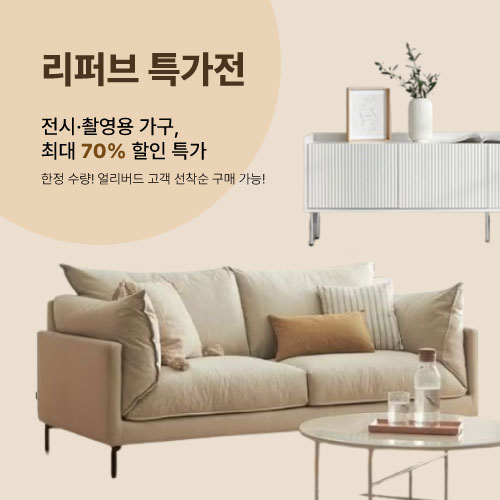 리퍼브 특가전
전시·촬영용 가구,
최대 70% 할인 특가
한정 수량! 얼리버드 고객 선착순 구매 가능!